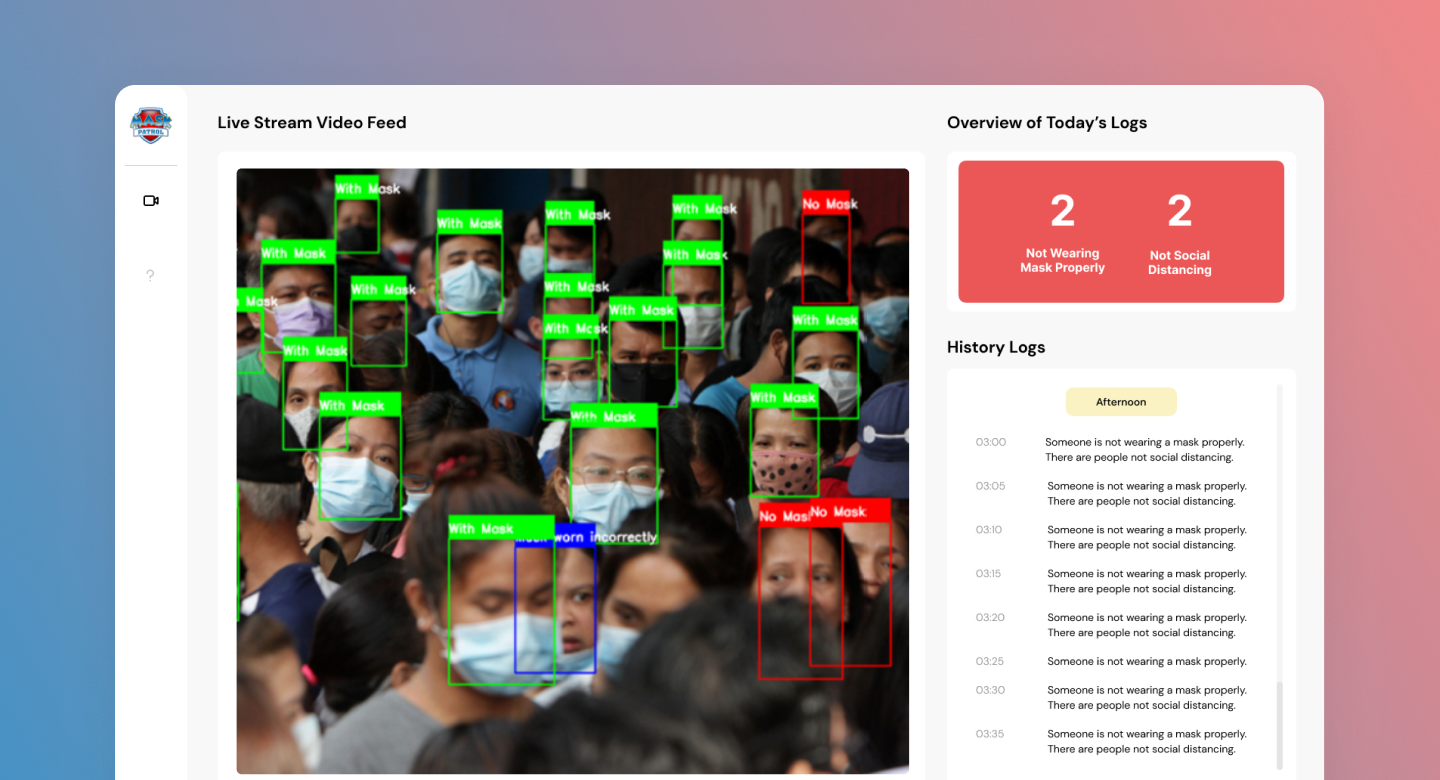 MASK
PATROL
Live Stream Video Feed
With Mask
With Mask
With Mask
With Mask
No Mask
With Mask
With Mask
With Mask
With Mask
With Mask
Mask
With Mask
With Mask
With Mask
With Mask
With Mask
With Mask
With Mask
No Mas
No Mask
With Mask
worn incorrectly
Overview of Today’s Logs
2
Not Wearing
Mask Properly
2
Not Social
Distancing
History Logs
Afternoon
03:00 Someone is not wearing a mask properly.
There are people not social distancing.
03:05 Someone is not wearing a mask properly.
There are people not social distancing.
03:10 Someone is not wearing a mask properly.
There are people not social distancing.
03:15 Someone is not wearing a mask properly.
There are people not social distancing.
03:20 Someone is not wearing a mask properly.
There are people not social distancing.
03:25 Someone is not wearing a mask properly.
03:30 Someone is not wearing a mask properly.
There are people not social distancing.
03:35 Someone is not wearing a mask properly.
There are people not social distancing.